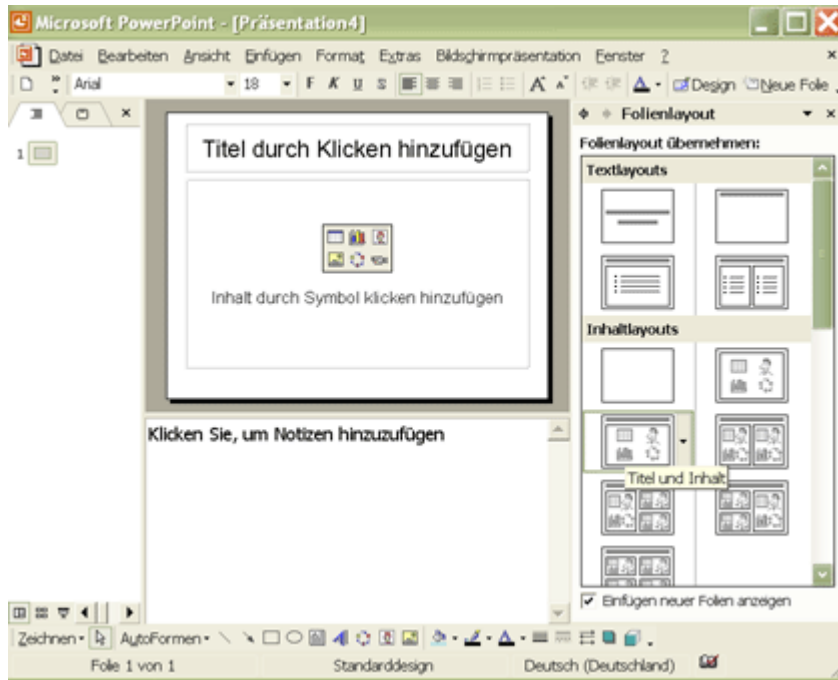 Microsoft PowerPoint - [Präsentation4]
Datei Bearbeiten Ansicht Einfügen Format Extras Bildschirmpräsentation Fenster ?
Arial 18 F K U S Design Neue Folie
Folienlayout
Folienlayout übernehmen:
Textlayouts
1
Titel durch Klicken hinzufügen
Inhalt durch Symbol klicken hinzufügen
Inhaltlayouts
Titel und Inhalt
Klicken Sie, um Notizen hinzuzufügen
Einfügen neuer Folien anzeigen
Zeichnen AutoFormen
Folie 1 von 1 Standarddesign Deutsch (Deutschland)